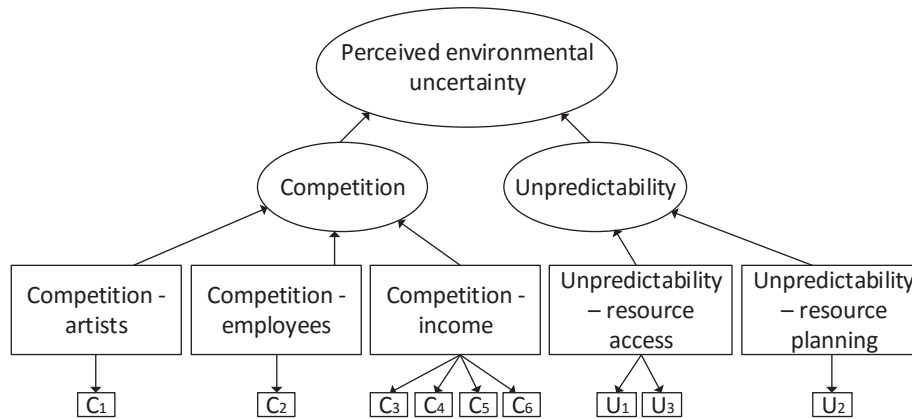 Perceived environmental
uncertainty
Competition
Unpredictability
Competition -
artists
Competition -
employees
Competition -
income
Unpredictability
– resource
access
Unpredictability
– resource
planning
C1
C2
C3
C4
C5
C6
U1
U3
U2